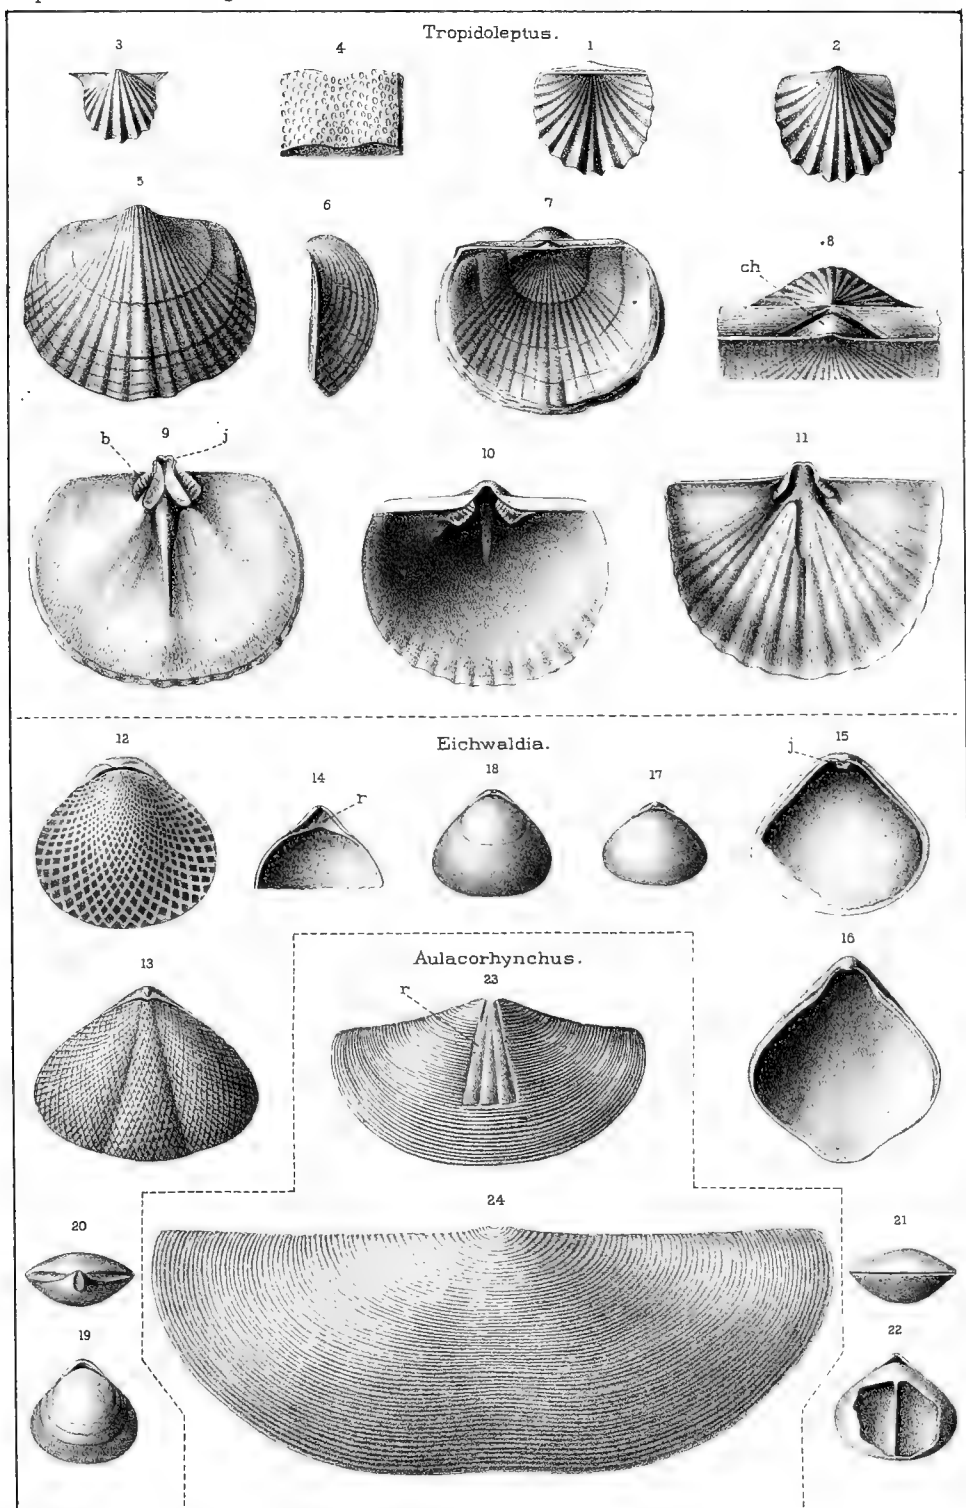 Tropidoleptus.
3 4 1 2
5 6 7 8
ch
b 9 j 10 11
12 Eichwaldia. 15
14 18 17 j
r
13 Aulacorhynchus. 16
23
r
20 24 21
19 22